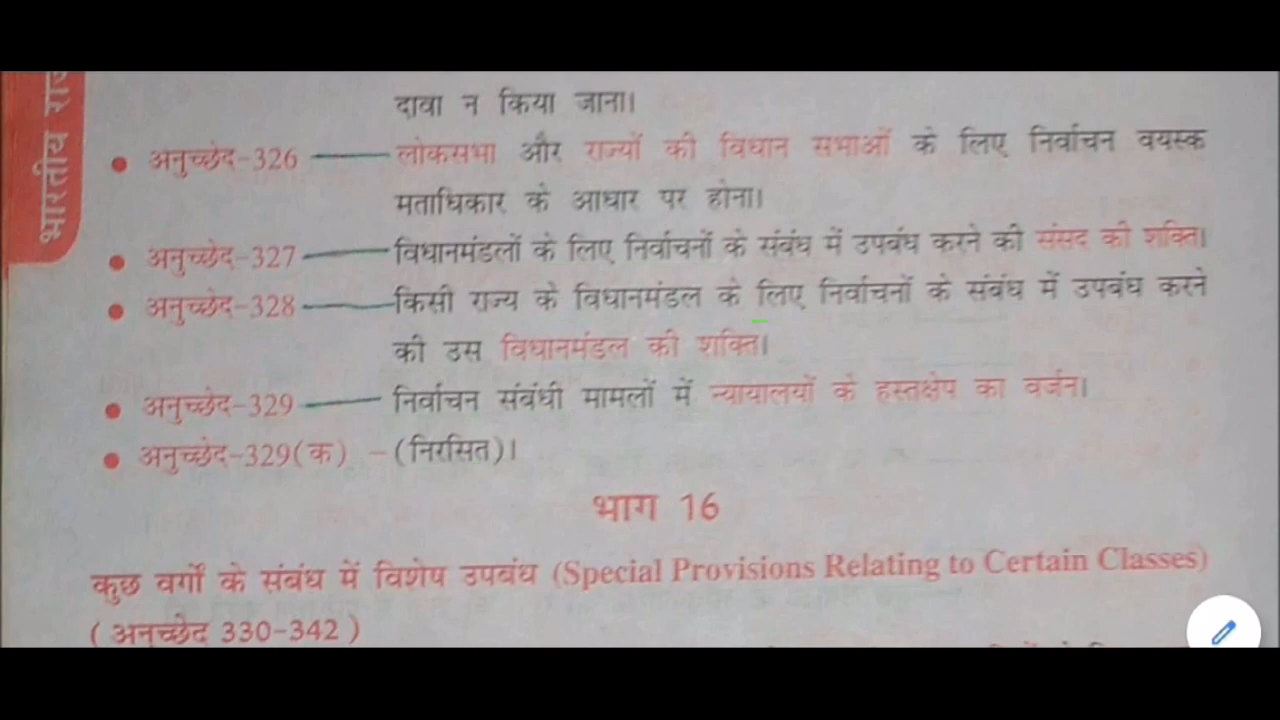 भारतीय राज
दावा न किया जाना।
• अनुच्छेद-326 —— लोकसभा और राज्यों की विधान सभाओं के लिए निर्वाचन वयस्क
मताधिकार के आधार पर होना।
• अनुच्छेद-327 —— विधानमंडलों के लिए निर्वाचनों के संबंध में उपबंध करने की संसद की शक्ति।
• अनुच्छेद-328 —— किसी राज्य के विधानमंडल के लिए निर्वाचनों के संबंध में उपबंध करने
की उस विधानमंडल की शक्ति।
• अनुच्छेद-329 —— निर्वाचन संबंधी मामलों में न्यायालयों के हस्तक्षेप का वर्जन।
• अनुच्छेद-329(क) –(निरसित)।
भाग 16
कुछ वर्गों के संबंध में विशेष उपबंध (Special Provisions Relating to Certain Classes)
(अनुच्छेद 330-342)